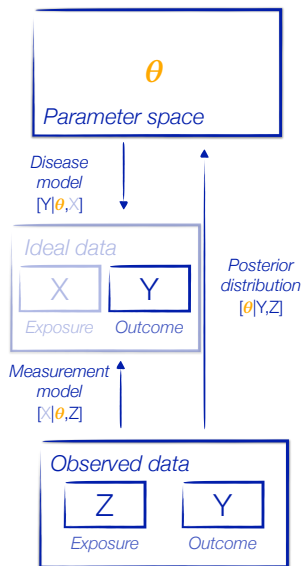 θ
Parameter space
Disease
model
[Y|θ,X]
Ideal data
X Y
Exposure Outcome
Posterior
distribution
[θ|Y,Z]
Measurement
model
[X|θ,Z]
Observed data
Z Y
Exposure Outcome